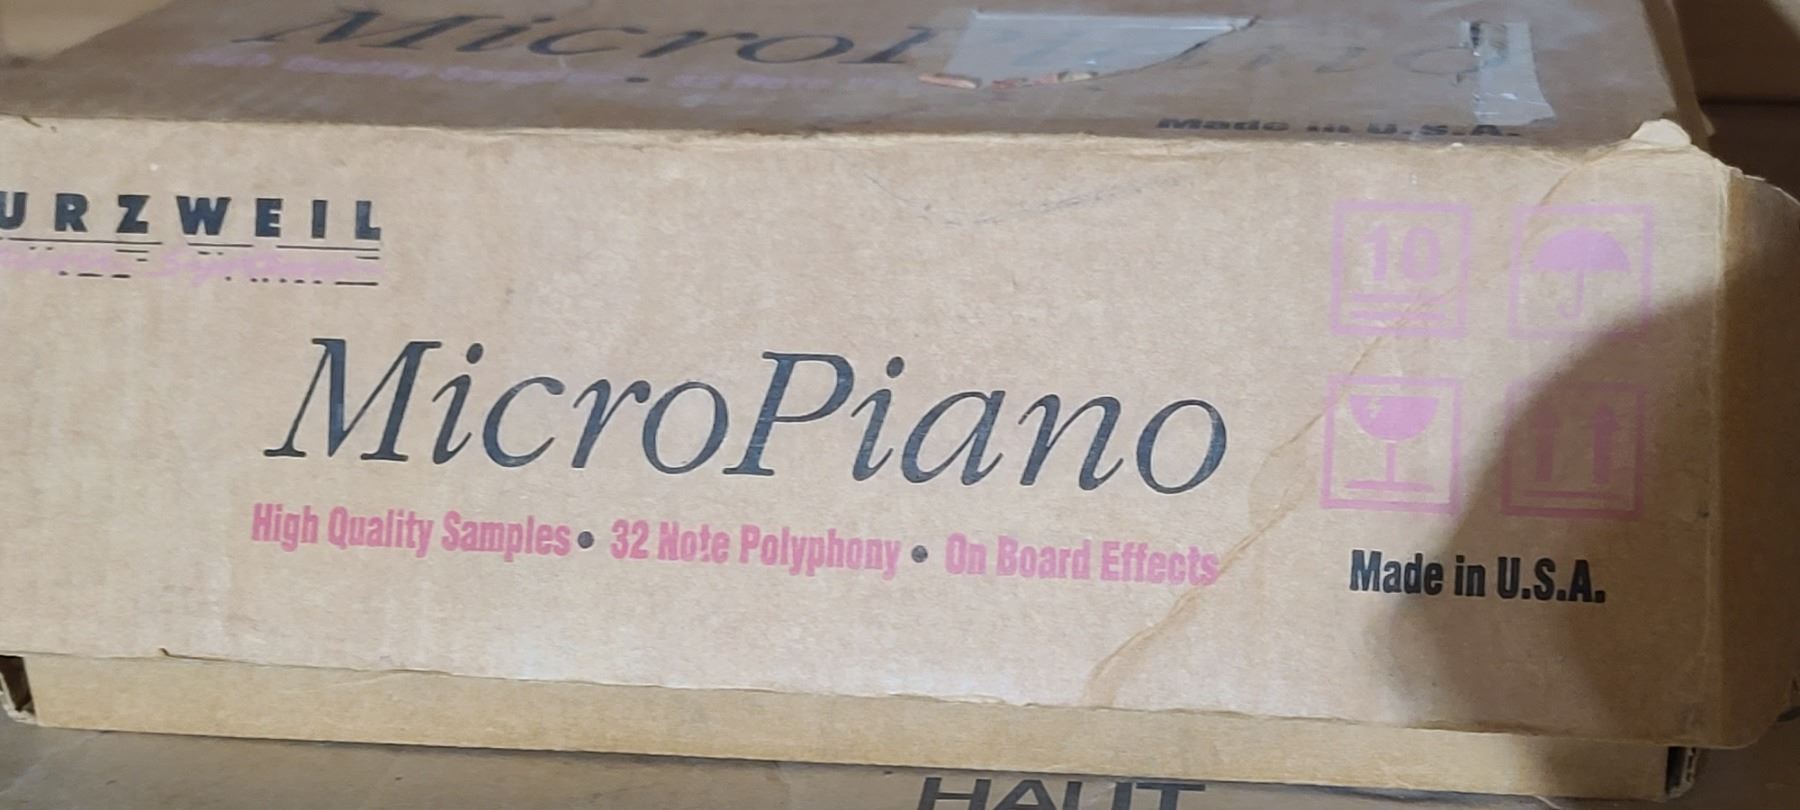 Micro
Made in U.S.A.
URZWEIL
10
MicroPiano
High Quality Samples • 32 Note Polyphony • On Board Effects
Made in U.S.A.
HAUT